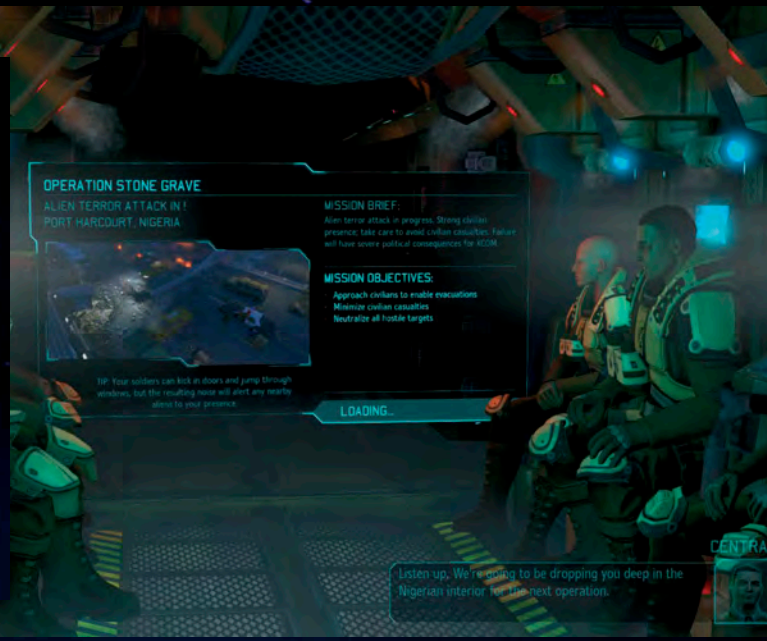 OPERATION STONE GRAVE
ALIEN TERROR ATTACK IN !
PORT HARCOURT, NIGERIA
MISSION BRIEF:
Alien terror attack in progress. Strong civilian
presence; take care to avoid civilian casualties. Failure
will have severe political consequences for XCOM.
MISSION OBJECTIVES:
· Approach civilians to enable evacuations
· Minimize civilian casualties
· Neutralize all hostile targets
TIP: Your soldiers can kick in doors and jump through
windows, but the resulting noise will alert any nearby
aliens to your presence.
LOADING...
CENTRA
Listen up, We're going to be dropping you deep in the
Nigerian interior for the next operation.